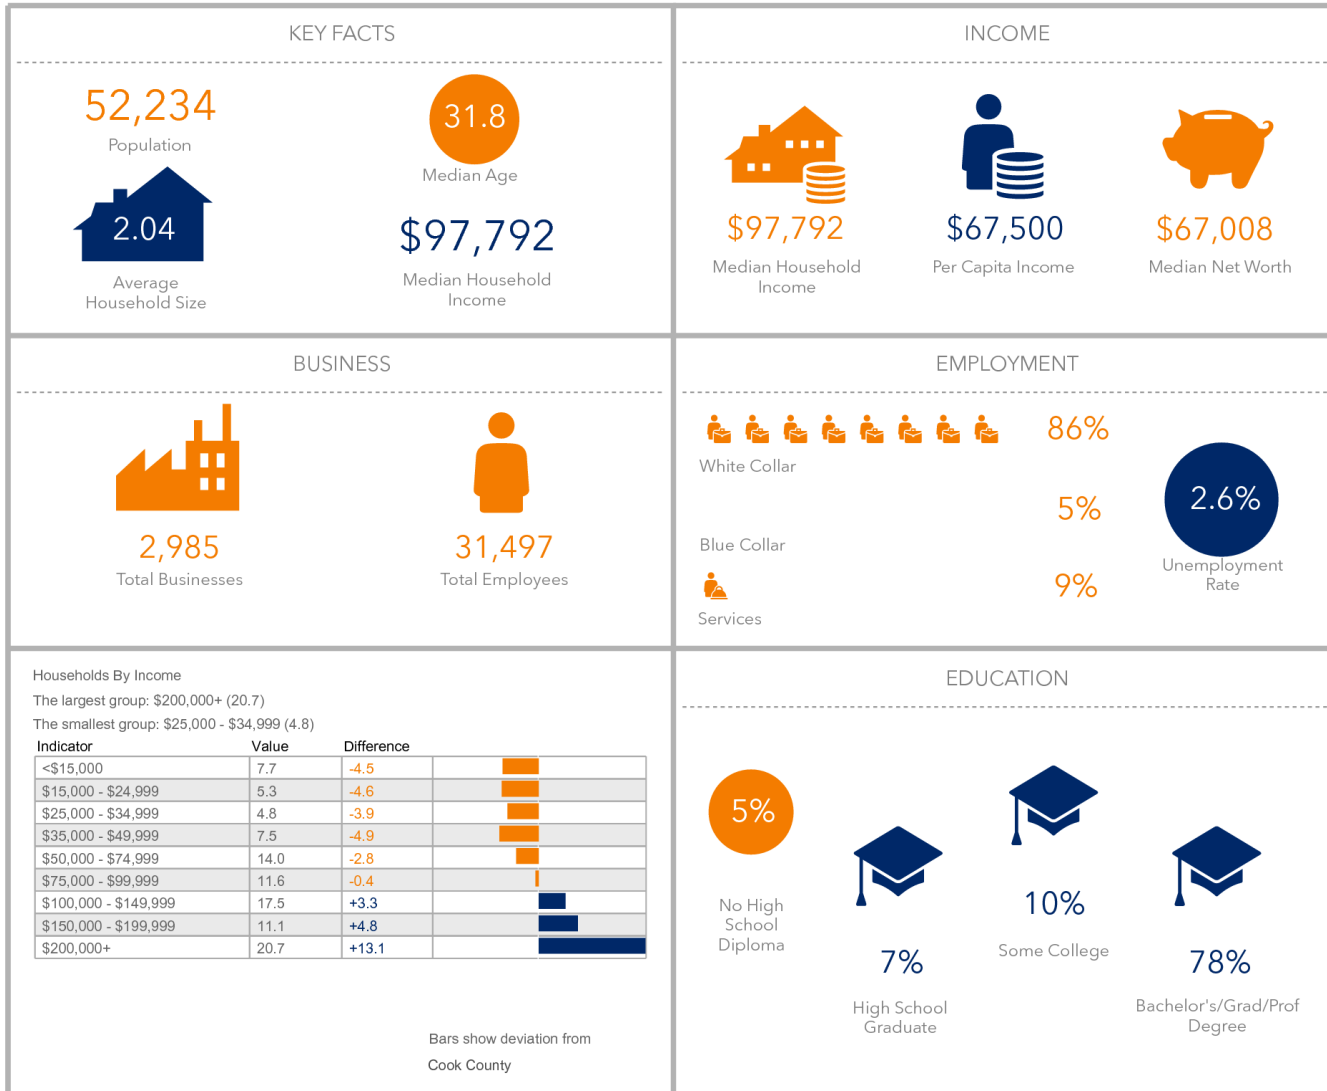 KEY FACTS
52,234
Population
31.8
Median Age
2.04
Average
Household Size
$97,792
Median Household
Income
INCOME
$97,792
Median Household
Income
$67,500
Per Capita Income
$67,008
Median Net Worth
BUSINESS
2,985
Total Businesses
31,497
Total Employees
EMPLOYMENT
86%
White Collar
5%
Blue Collar
9%
Services
2.6%
Unemployment
Rate
Households By Income
The largest group: $200,000+ (20.7)
The smallest group: $25,000 - $34,999 (4.8)
Indicator Value Difference
<$15,000 7.7 -4.5
$15,000 - $24,999 5.3 -4.6
$25,000 - $34,999 4.8 -3.9
$35,000 - $49,999 7.5 -4.9
$50,000 - $74,999 14.0 -2.8
$75,000 - $99,999 11.6 -0.4
$100,000 - $149,999 17.5 +3.3
$150,000 - $199,999 11.1 +4.8
$200,000+ 20.7 +13.1
Bars show deviation from
Cook County
EDUCATION
5%
No High
School
Diploma
7%
High School
Graduate
10%
Some College
78%
Bachelor's/Grad/Prof
Degree